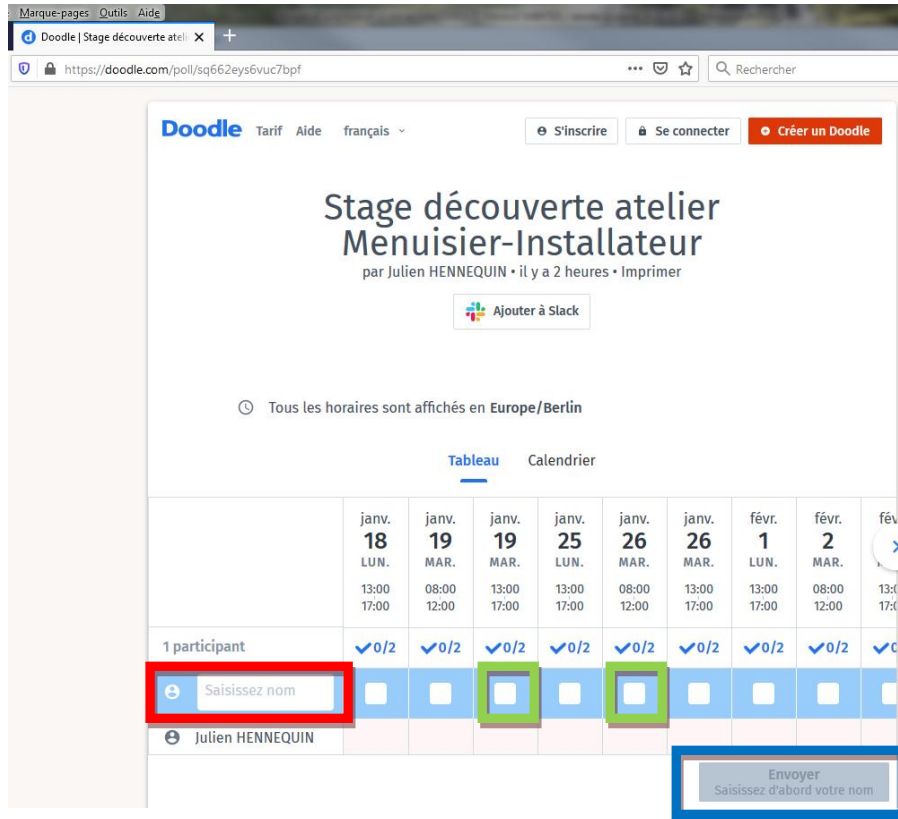 Marque-pages Outils Aide
Doodle | Stage découverte ateli
https://doodle.com/poll/sq662eys6vuc7bpf
Rechercher
Doodle Tarif Aide français S'inscrire Se connecter Créer un Doodle
Stage découverte atelier
Menuisier-Installateur
par Julien HENNEQUIN • il y a 2 heures • Imprimer
Ajouter à Slack
Tous les horaires sont affichés en Europe/Berlin
Tableau Calendrier
janv. janv. janv. janv. janv. janv. févr. févr. fév
18 19 19 25 26 26 1 2
LUN. MAR. MAR. LUN. MAR. MAR. LUN. MAR.
13:00 08:00 13:00 13:00 08:00 13:00 13:00 08:00 13:0
17:00 12:00 17:00 17:00 12:00 17:00 17:00 12:00 17:0
1 participant 0/2 0/2 0/2 0/2 0/2 0/2 0/2 0/2
Saisissez nom
Julien HENNEQUIN
Envoyer
Saisissez d'abord votre nom